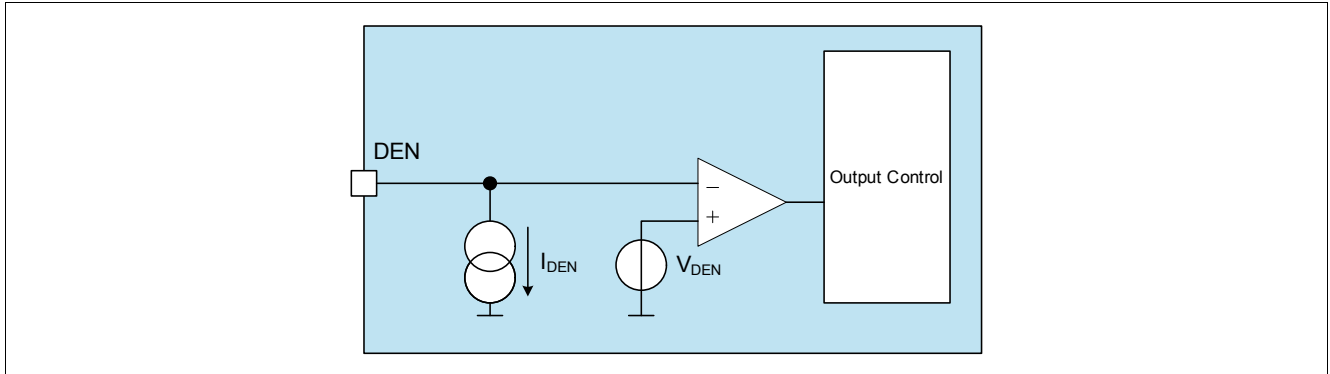 DEN
Output Control
−
+
I_DEN
V_DEN